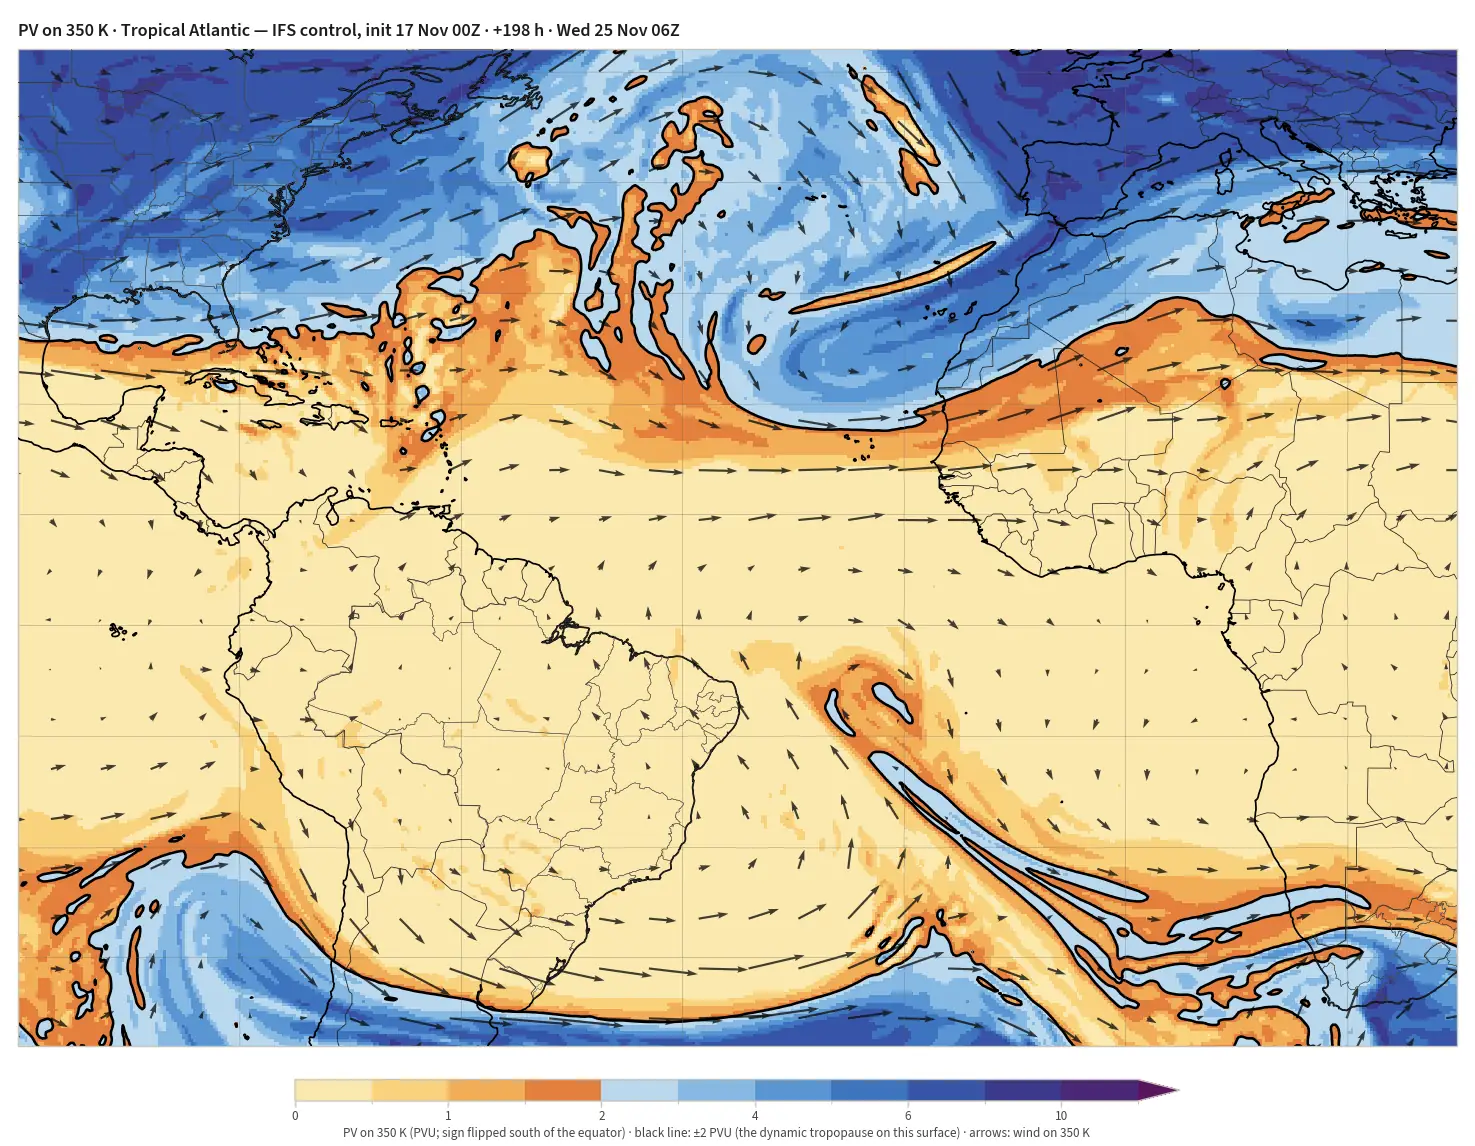 PV on 350 K · Tropical Atlantic — IFS control, init 17 Nov 00Z · +198 h · Wed 25 Nov 06Z
0 1 2 4 6 10
PV on 350 K (PVU; sign flipped south of the equator) · black line: ±2 PVU (the dynamic tropopause on this surface) · arrows: wind on 350 K